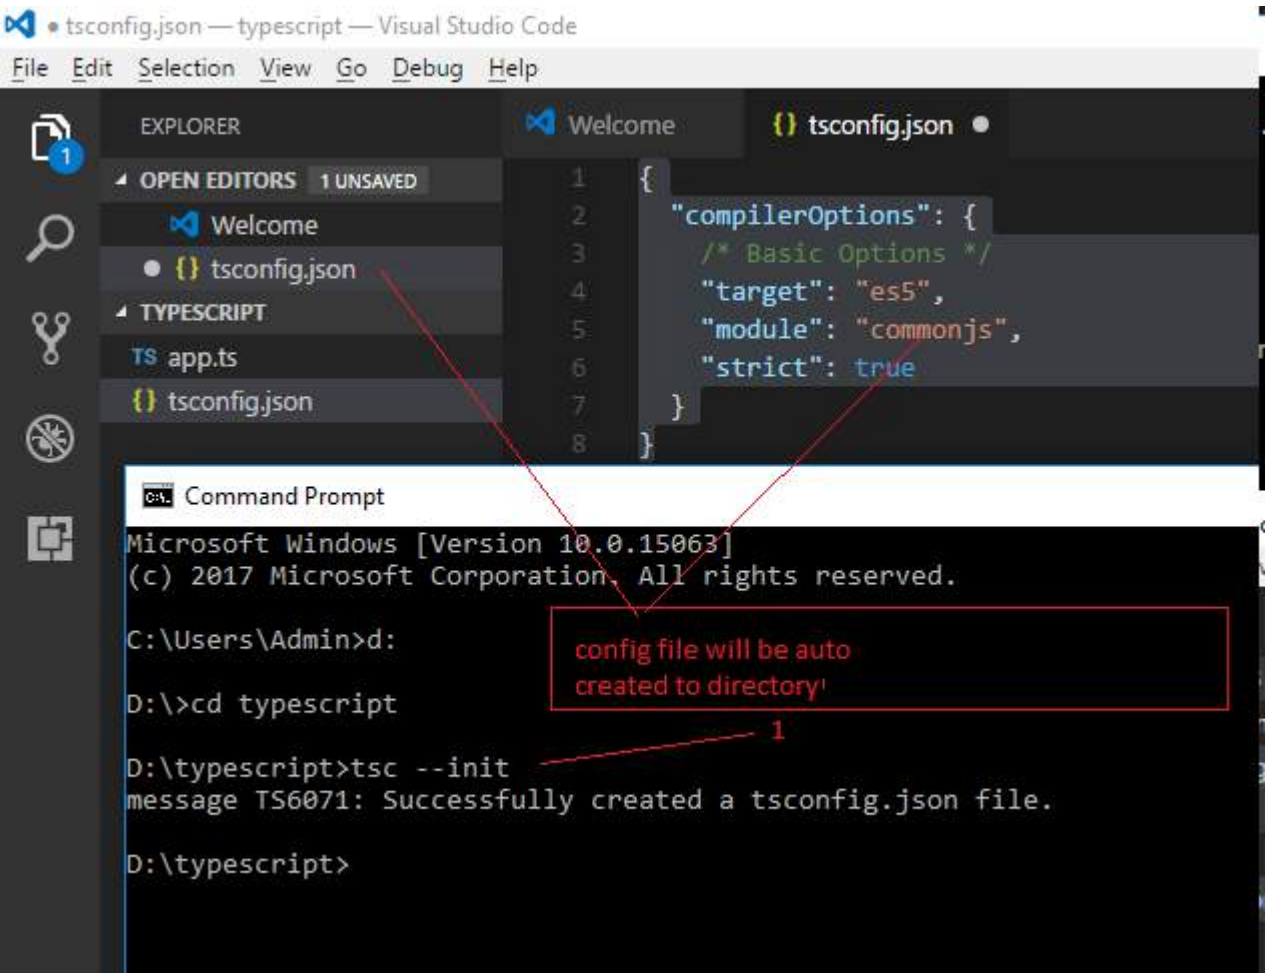 ● tsconfig.json — typescript — Visual Studio Code
File Edit Selection View Go Debug Help
EXPLORER
1
OPEN EDITORS 1 UNSAVED
Welcome
● {} tsconfig.json
TYPESCRIPT
TS app.ts
{} tsconfig.json
Welcome {} tsconfig.json ●
1 {
2 "compilerOptions": {
3 /* Basic Options */
4 "target": "es5",
5 "module": "commonjs",
6 "strict": true
7 }
8 }
C:\. Command Prompt
Microsoft Windows [Version 10.0.15063]
(c) 2017 Microsoft Corporation. All rights reserved.
C:\Users\Admin>d:
D:\>cd typescript
D:\typescript>tsc --init
message TS6071: Successfully created a tsconfig.json file.
D:\typescript>
config file will be auto
created to directory!
1